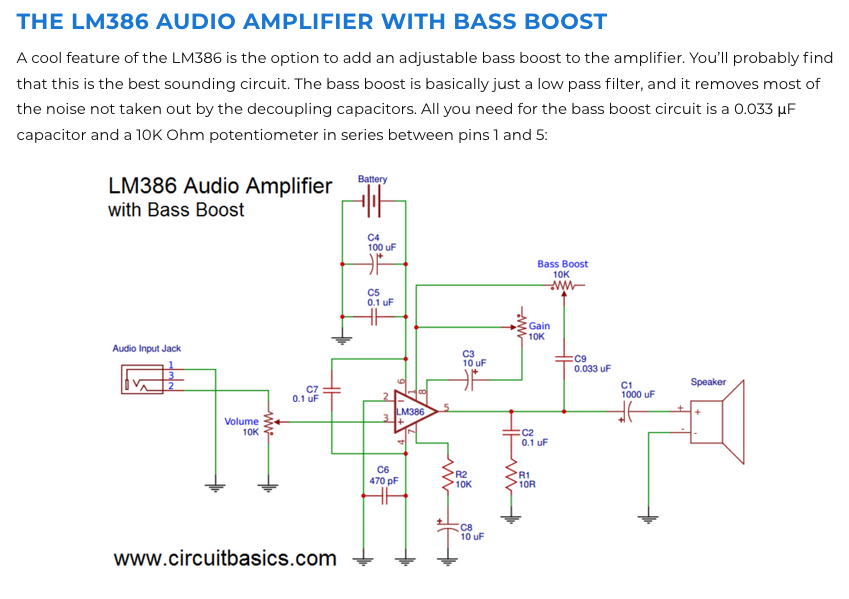 THE LM386 AUDIO AMPLIFIER WITH BASS BOOST
A cool feature of the LM386 is the option to add an adjustable bass boost to the amplifier. You'll probably find
that this is the best sounding circuit. The bass boost is basically just a low pass filter, and it removes most of
the noise not taken out by the decoupling capacitors. All you need for the bass boost circuit is a 0.033 µF
capacitor and a 10K Ohm potentiometer in series between pins 1 and 5:
LM386 Audio Amplifier
with Bass Boost
Battery
C4
100 uF
C5
0.1 uF
Bass Boost
10K
Gain
10K
C3
10 uF
C9
0.033 uF
Audio Input Jack
1
3
2
C7
0.1 uF
Volume
10K
6
1
8
2
LM386
3
5
4
7
C1
1000 uF
Speaker
+
+
-
-
C2
0.1 uF
C6
470 pF
R2
10K
R1
10R
C8
10 uF
www.circuitbasics.com